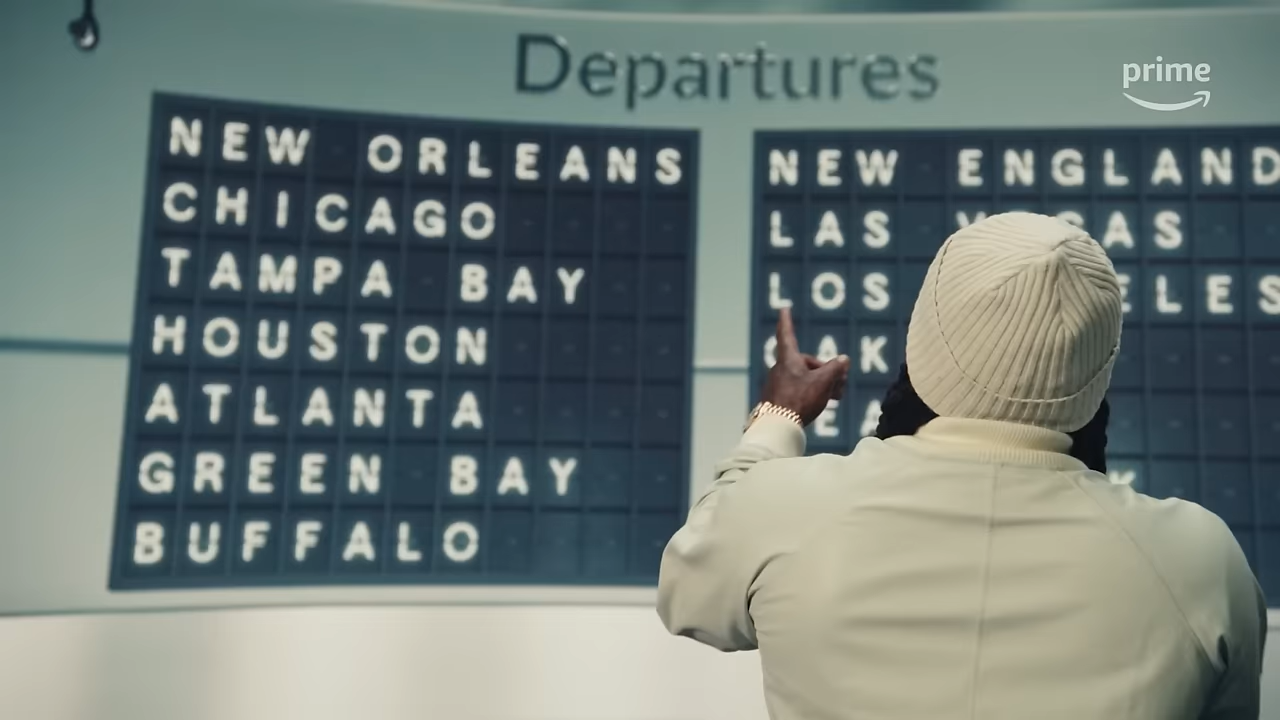 Departures
prime
NEW ORLEANS
CHICAGO
TAMPA BAY
HOUSTON
ATLANTA
GREEN BAY
BUFFALO
NEW ENGLAND
LAS
LOS